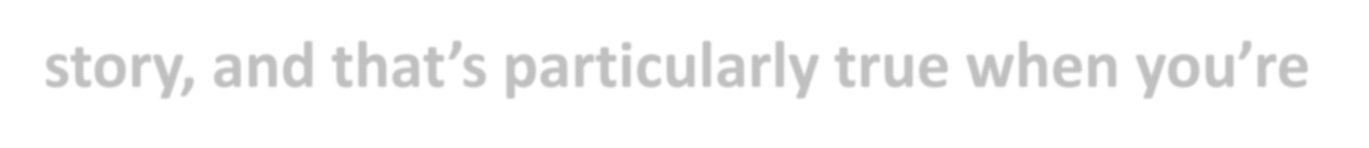 story, and that’s particularly true when you’re